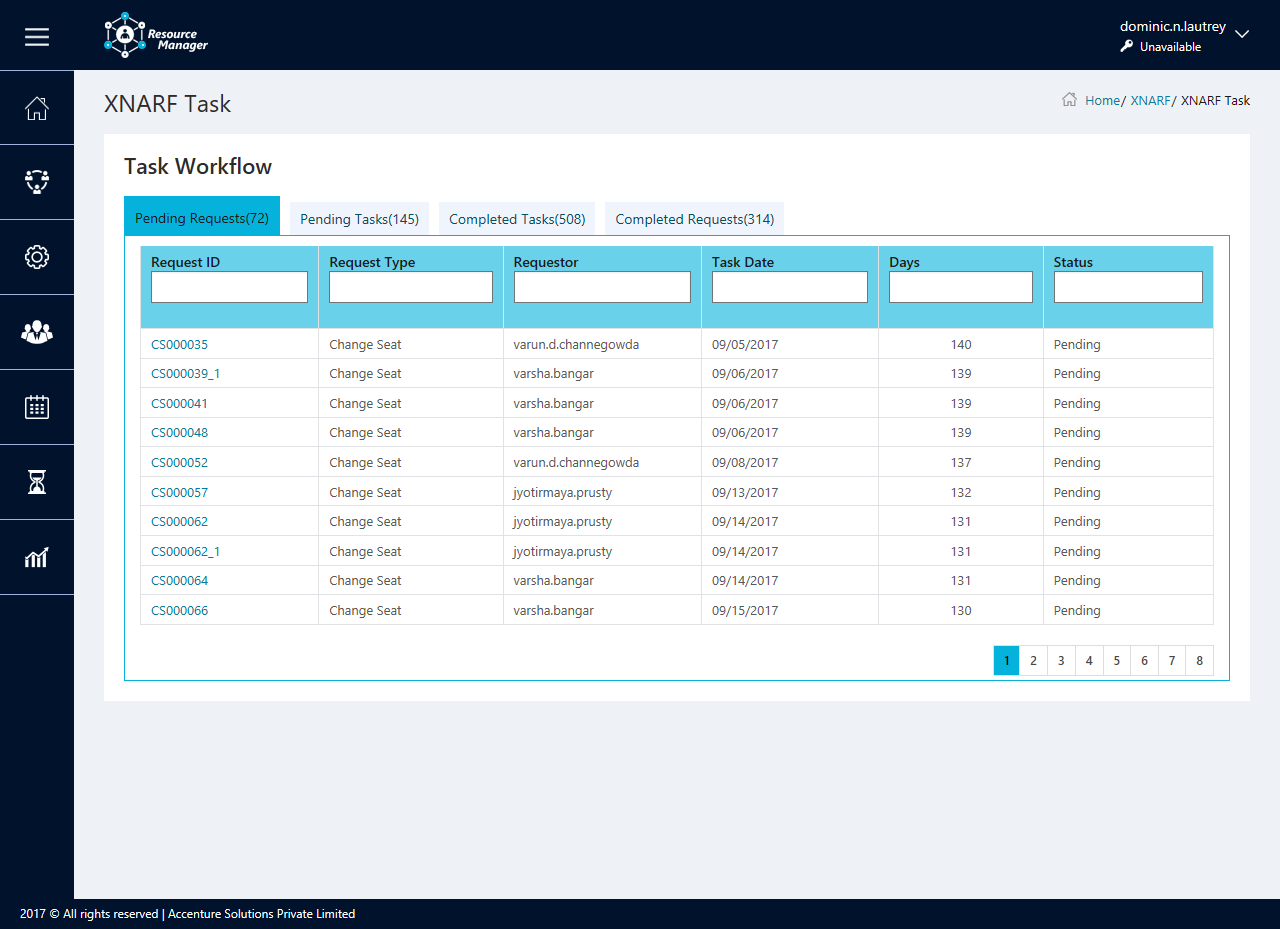 Resource Manager
dominic.n.lautrey
Unavailable
XNARF Task
Home/ XNARF/ XNARF Task
Task Workflow
Pending Requests(72) Pending Tasks(145) Completed Tasks(508) Completed Requests(314)
Request ID Request Type Requestor Task Date Days Status
CS000035 Change Seat varun.d.channegowda 09/05/2017 140 Pending
CS000039_1 Change Seat varsha.bangar 09/06/2017 139 Pending
CS000041 Change Seat varsha.bangar 09/06/2017 139 Pending
CS000048 Change Seat varsha.bangar 09/06/2017 139 Pending
CS000052 Change Seat varun.d.channegowda 09/08/2017 137 Pending
CS000057 Change Seat jyotirmaya.prusty 09/13/2017 132 Pending
CS000062 Change Seat jyotirmaya.prusty 09/14/2017 131 Pending
CS000062_1 Change Seat jyotirmaya.prusty 09/14/2017 131 Pending
CS000064 Change Seat varsha.bangar 09/14/2017 131 Pending
CS000066 Change Seat varsha.bangar 09/15/2017 130 Pending
1 2 3 4 5 6 7 8
2017 © All rights reserved | Accenture Solutions Private Limited